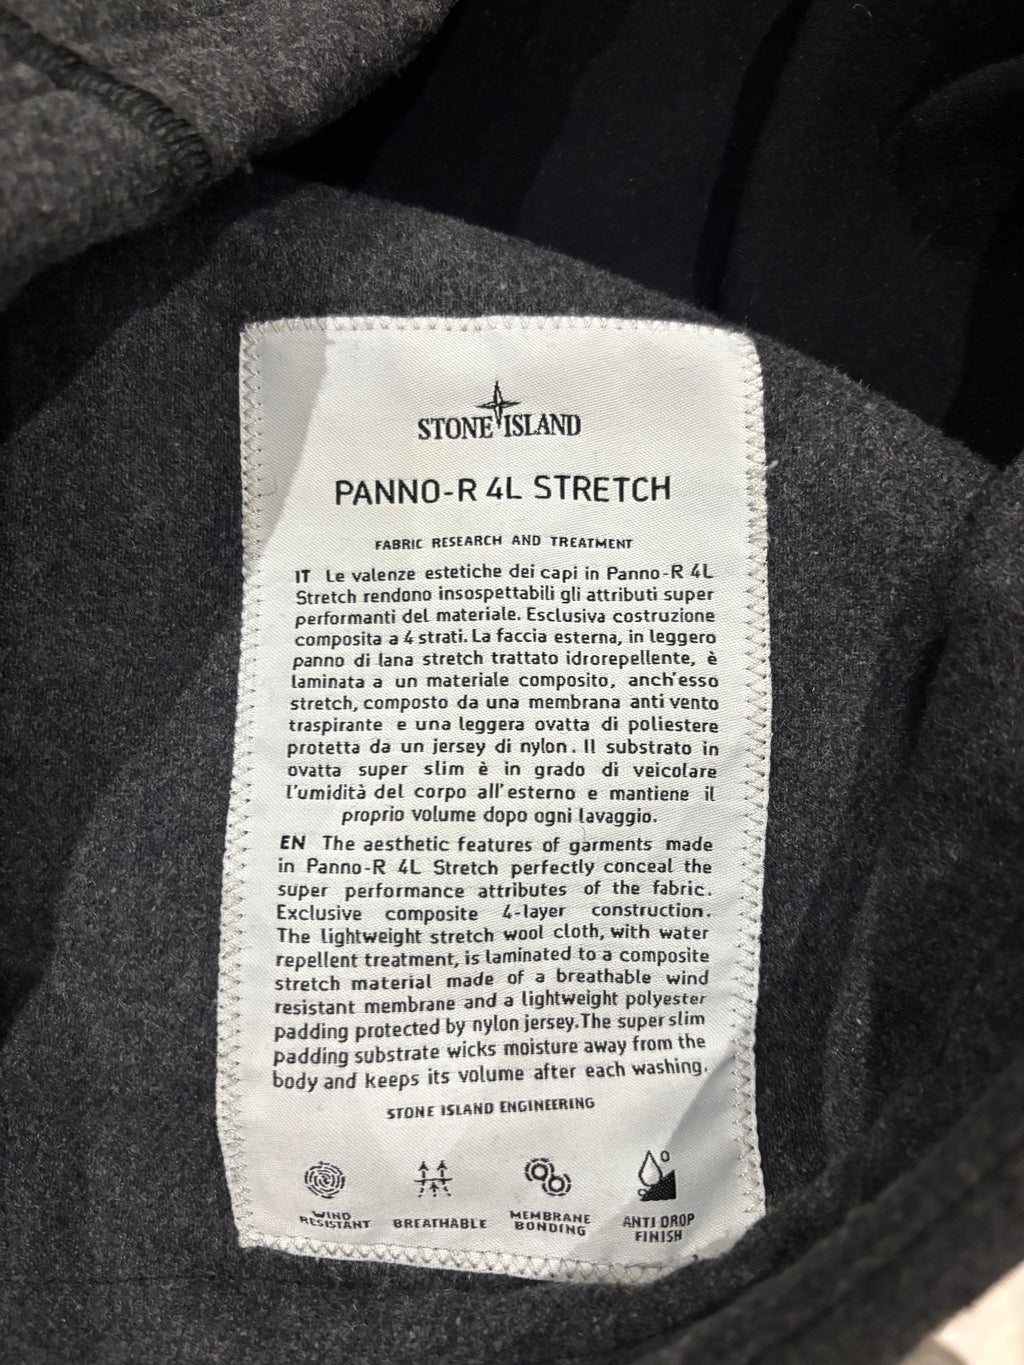 STONE ISLAND
PANNO-R 4L STRETCH
FABRIC RESEARCH AND TREATMENT
IT Le valenze estetiche dei capi in Panno-R 4L
Stretch rendono insospettabili gli attributi super
performanti del materiale. Esclusiva costruzione
composita a 4 strati. La faccia esterna, in leggero
panno di lana stretch trattato idrorepellente, è
laminata a un materiale composito, anch'esso
stretch, composto da una membrana anti vento
traspirante e una leggera ovatta di poliestere
protetta da un jersey di nylon. Il substrato in
ovatta super slim è in grado di veicolare
l'umidità del corpo all'esterno e mantiene il
proprio volume dopo ogni lavaggio.
EN The aesthetic features of garments made
in Panno-R 4L Stretch perfectly conceal the
super performance attributes of the fabric.
Exclusive composite 4-layer construction.
The lightweight stretch wool cloth, with water
repellent treatment, is laminated to a composite
stretch material made of a breathable wind
resistant membrane and a lightweight polyester
padding protected by nylon jersey. The super slim
padding substrate wicks moisture away from the
body and keeps its volume after each washing.
STONE ISLAND ENGINEERING
WIND
RESISTANT
BREATHABLE
MEMBRANE
BONDING
ANTI DROP
FINISH